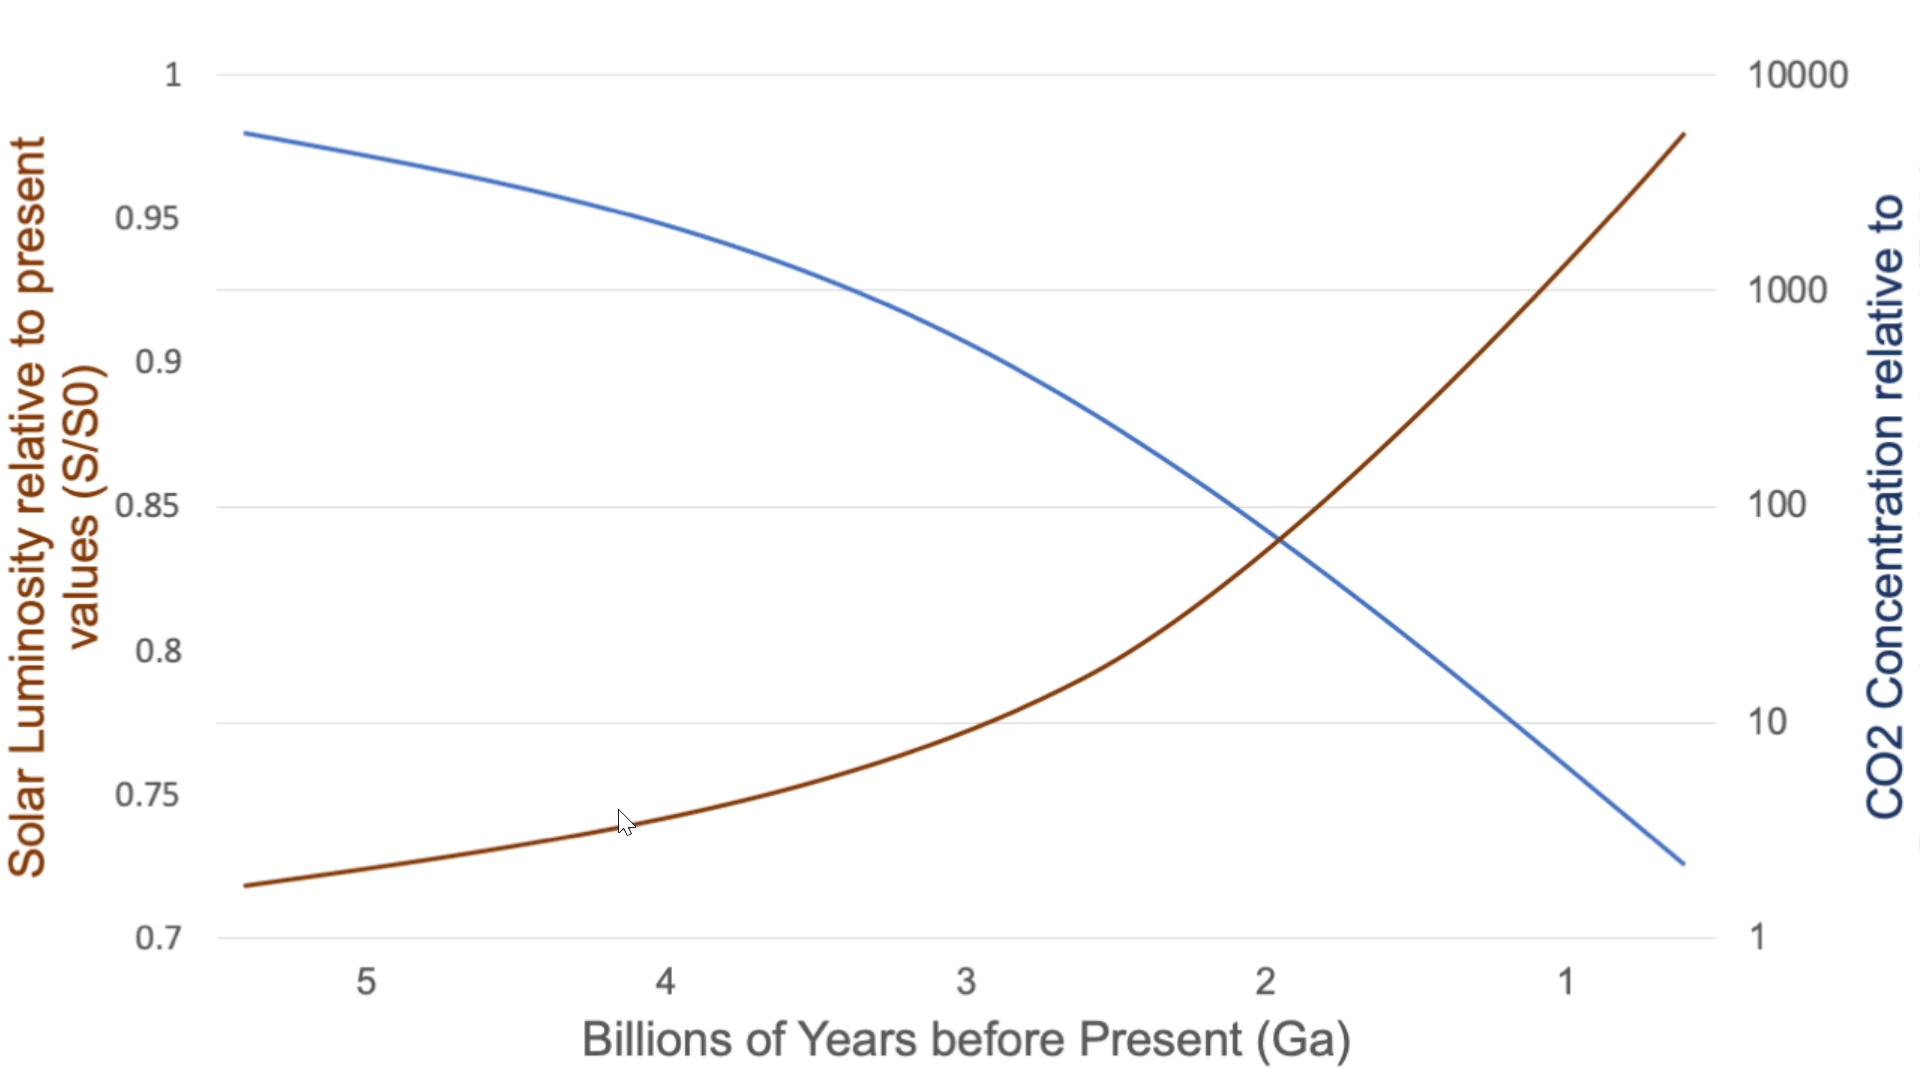 1
0.95
0.9
0.85
0.8
0.75
0.7
Solar Luminosity relative to present
values (S/S0)
10000
1000
100
10
1
CO2 Concentration relative to
5 4 3 2 1
Billions of Years before Present (Ga)